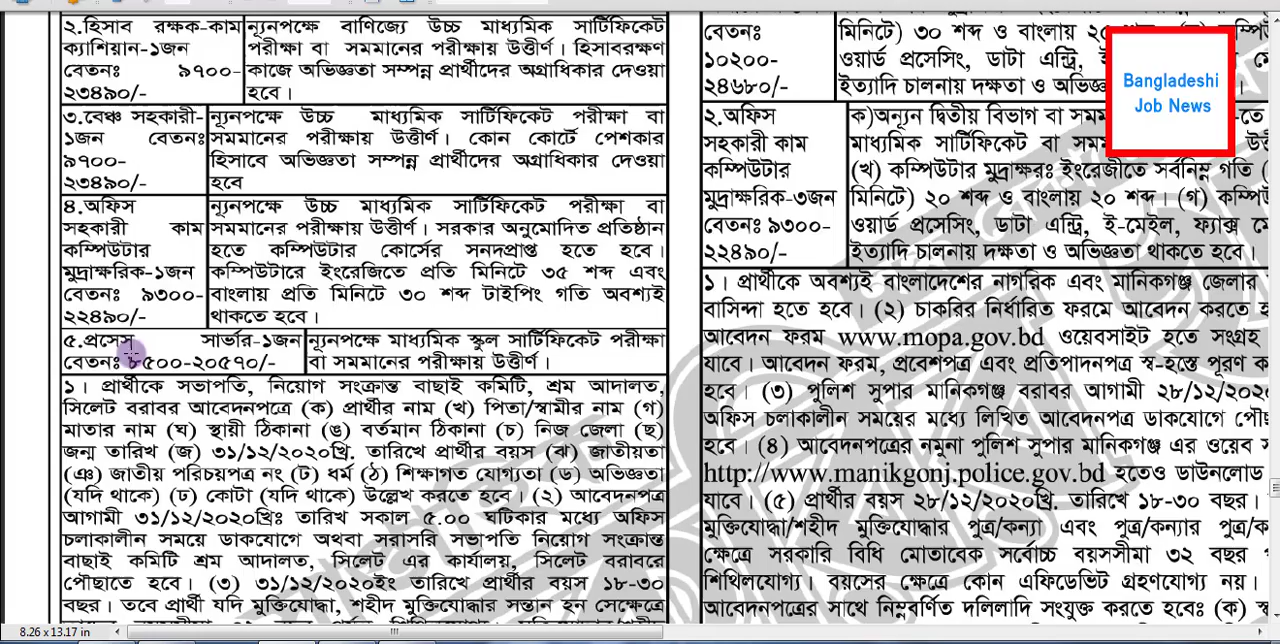 ২.হিসাব রক্ষক-কাম
ক্যাশিয়ান-১জন
বেতনঃ ৯৭০০-
২৩৪৯০/-
ন্যূনপক্ষে বাণিজ্যে উচ্চ মাধ্যমিক সার্টিফিকেট
পরীক্ষা বা সমমানের পরীক্ষায় উত্তীর্ণ। হিসাবরক্ষণ
কাজে অভিজ্ঞতা সম্পন্ন প্রার্থীদের অগ্রাধিকার দেওয়া
হবে।
৩.বেঞ্চ সহকারী-
১জন বেতনঃ
৯৭০০-
২৩৪৯০/-
ন্যূনপক্ষে উচ্চ মাধ্যমিক সার্টিফিকেট পরীক্ষা বা
সমমানের পরীক্ষায় উত্তীর্ণ। কোন কোর্টে পেশকার
হিসাবে অভিজ্ঞতা সম্পন্ন প্রার্থীদের অগ্রাধিকার দেওয়া
হবে
৪.অফিস
সহকারী কাম
কম্পিউটার
মুদ্রাক্ষরিক-১জন
বেতনঃ ৯৩০০-
২২৪৯০/-
ন্যূনপক্ষে উচ্চ মাধ্যমিক সার্টিফিকেট পরীক্ষা বা
সমমানের পরীক্ষায় উত্তীর্ণ। সরকার অনুমোদিত প্রতিষ্ঠান
হতে কম্পিউটার কোর্সের সনদপ্রাপ্ত হতে হবে।
কম্পিউটারে ইংরেজিতে প্রতি মিনিটে ৩৫ শব্দ এবং
বাংলায় প্রতি মিনিটে ৩০ শব্দ টাইপিং গতি অবশ্যই
থাকতে হবে।
৫.প্রসেস সার্ভার-১জন
বেতনঃ ৮৫০০-২০৫৭০/-
ন্যূনপক্ষে মাধ্যমিক স্কুল সার্টিফিকেট পরীক্ষা
বা সমমানের পরীক্ষায় উত্তীর্ণ।
১। প্রার্থীকে সভাপতি, নিয়োগ সংক্রান্ত বাছাই কমিটি, শ্রম আদালত,
সিলেট বরাবর আবেদনপত্রে (ক) প্রার্থীর নাম (খ) পিতা/স্বামীর নাম (গ)
মাতার নাম (ঘ) স্থায়ী ঠিকানা (ঙ) বর্তমান ঠিকানা (চ) নিজ জেলা (ছ)
জন্ম তারিখ (জ) ৩১/১২/২০২০খ্রি. তারিখে প্রার্থীর বয়স (ঝ) জাতীয়তা
(ঞ) জাতীয় পরিচয়পত্র নং (ট) ধর্ম (ঠ) শিক্ষাগত যোগ্যতা (ড) অভিজ্ঞতা
(যদি থাকে) (ঢ) কোটা (যদি থাকে) উল্লেখ করতে হবে। (২) আবেদনপত্র
আগামী ৩১/১২/২০২০খ্রিঃ তারিখ সকাল ৫.০০ ঘটিকার মধ্যে অফিস
চলাকালীন সময়ে ডাকযোগে অথবা সরাসরি সভাপতি নিয়োগ সংক্রান্ত
বাছাই কমিটি শ্রম আদালত, সিলেট এর কার্যালয়, সিলেট বরাবরে
পৌছাতে হবে। (৩) ৩১/১২/২০২০ইং তারিখে প্রার্থীর বয়স ১৮-৩০
বছর। তবে প্রার্থী যদি মুক্তিযোদ্ধা, শহীদ মুক্তিযোদ্ধার সন্তান হন সেক্ষেত্রে
বেতনঃ
১০২০০-
২৪৬৮০/-
মিনিটে) ৩০ শব্দ ও বাংলায়
ওয়ার্ড প্রসেসিং, ডাটা এন্ট্রি,
ইত্যাদি চালনায় দক্ষতা ও
২.অফিস
সহকারী কাম
কম্পিউটার
মুদ্রাক্ষরিক-৩জন
বেতনঃ ৯৩০০-
২২৪৯০/-
ক)অন্যূন দ্বিতীয় বিভাগ বা
মাধ্যমিক সার্টিফিকেট বা
(খ) কম্পিউটার মুদ্রাক্ষরঃ ইংরেজীতে সর্বনিম্ন গতি (
মিনিটে) ২০ শব্দ ও বাংলায় ২০ শব্দ। (গ)
ওয়ার্ড প্রসেসিং, ডাটা এন্ট্রি, ই-মেইল, ফ্যাক্স
ইত্যাদি চালনায় দক্ষতা ও অভিজ্ঞতা থাকতে হবে।
১। প্রার্থীকে অবশ্যই বাংলাদেশের নাগরিক এবং মানিকগঞ্জ জেলার
বাসিন্দা হতে হবে। (২) চাকরির নির্ধারিত ফরমে আবেদন করতে
আবেদন ফরম www.mopa.gov.bd ওয়েবসাইট হতে সংগ্রহ
যাবে। আবেদন ফরম, প্রবেশপত্র এবং প্রতিপাদনপত্র স্ব-হস্তে পূরণ
হবে। (৩) পুলিশ সুপার মানিকগঞ্জ বরাবর আগামী ২৮/১২/২০২০
অফিস চলাকালীন সময়ের মধ্যে লিখিত আবেদনপত্র ডাকযোগে
হবে। (৪) আবেদনপত্রের নমুনা পুলিশ সুপার মানিকগঞ্জ এর ওয়েব
http://www.manikgonj.police.gov.bd হতেও ডাউনলোড
যাবে। (৫) প্রার্থীর বয়স ২৮/১২/২০২০খ্রি. তারিখে ১৮-৩০ বছর।
মুক্তিযোদ্ধা/শহীদ মুক্তিযোদ্ধার পুত্র/কন্যা এবং পুত্র/কন্যার
ক্ষেত্রে সরকারি বিধি মোতাবেক সর্বোচ্চ বয়সসীমা ৩২ বছর
শিথিলযোগ্য। বয়সের ক্ষেত্রে কোন এফিডেভিট গ্রহণযোগ্য নয়।
আবেদনপত্রের সাথে নিম্নবর্ণিত দলিলাদি সংযুক্ত করতে হবেঃ (ক)
Bangladeshi
Job News
8.26 x 13.17 in